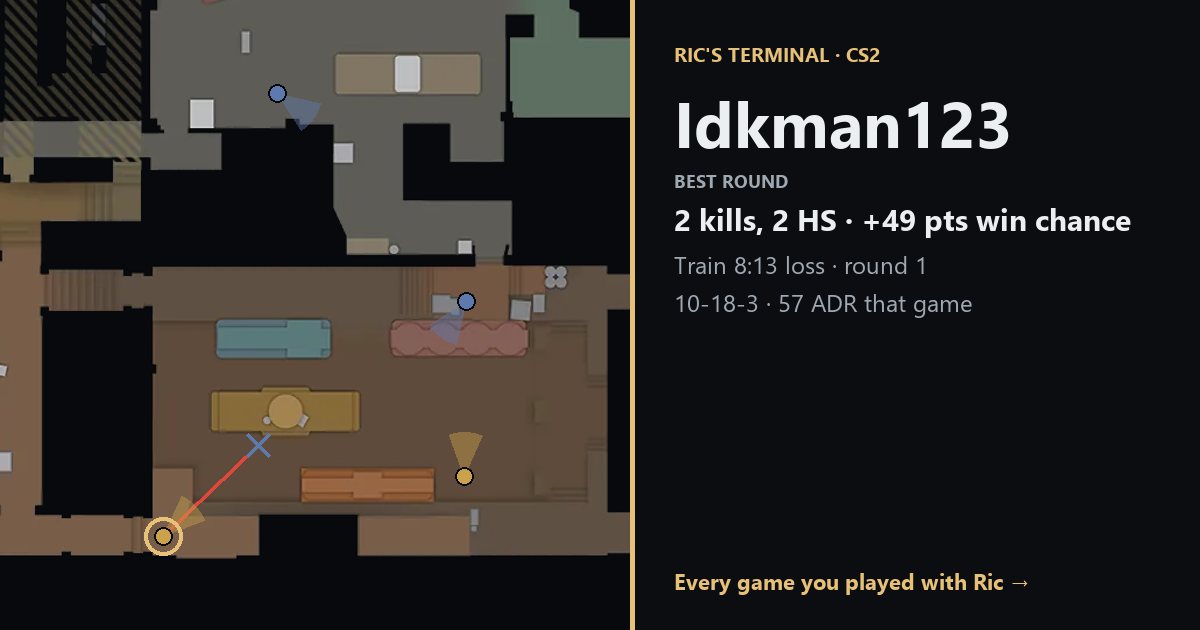 RIC'S TERMINAL · CS2
Idkman123
BEST ROUND
2 kills, 2 HS · +49 pts win chance
Train 8:13 loss · round 1
10-18-3 · 57 ADR that game
Every game you played with Ric →